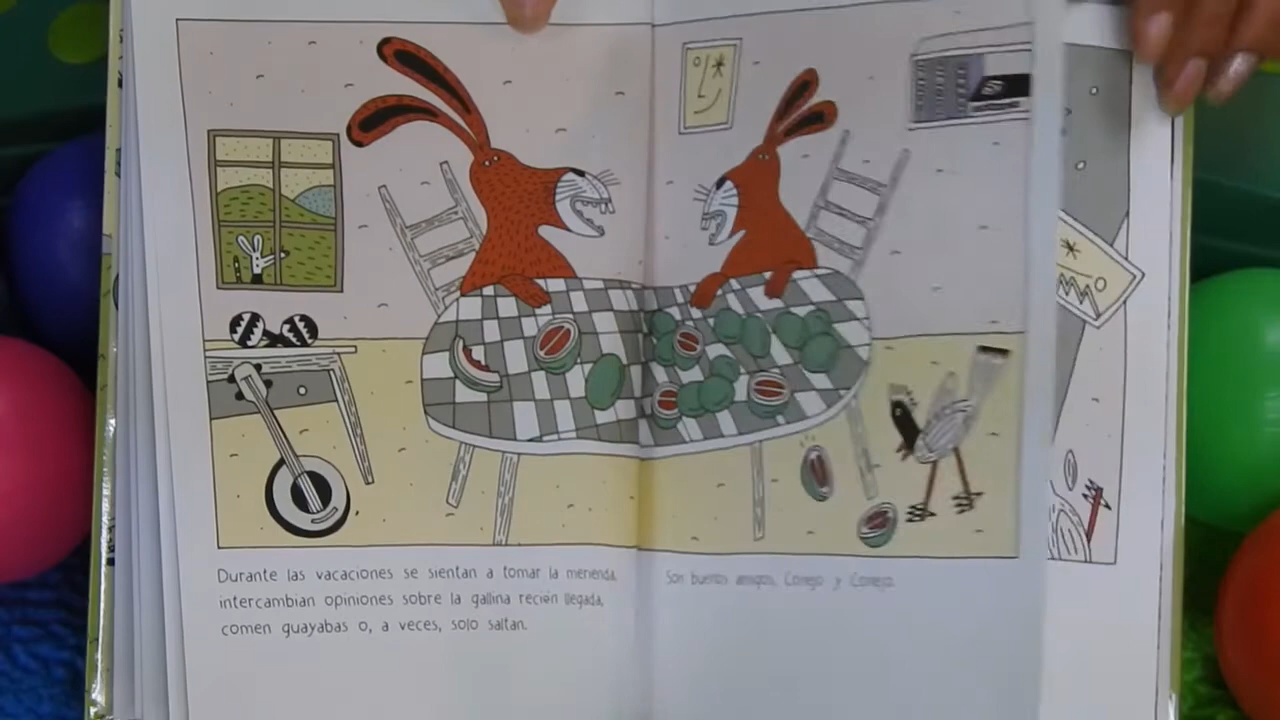 Durante las vacaciones se sientan a tomar la merienda,
intercambian opiniones sobre la gallina recién llegada,
comen guayabas o, a veces, solo saltan.
Son buenos amigos, Conejo y Conejo.